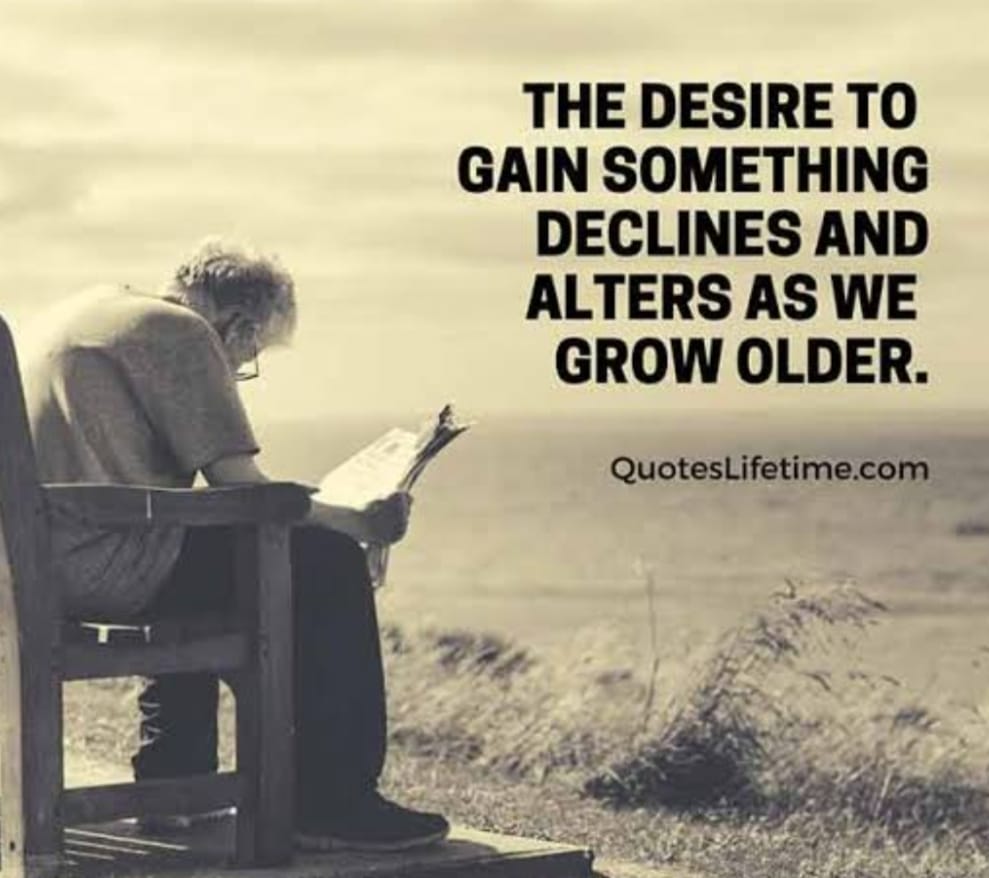 THE DESIRE TO
GAIN SOMETHING
DECLINES AND
ALTERS AS WE
GROW OLDER.
QuotesLifetime.com